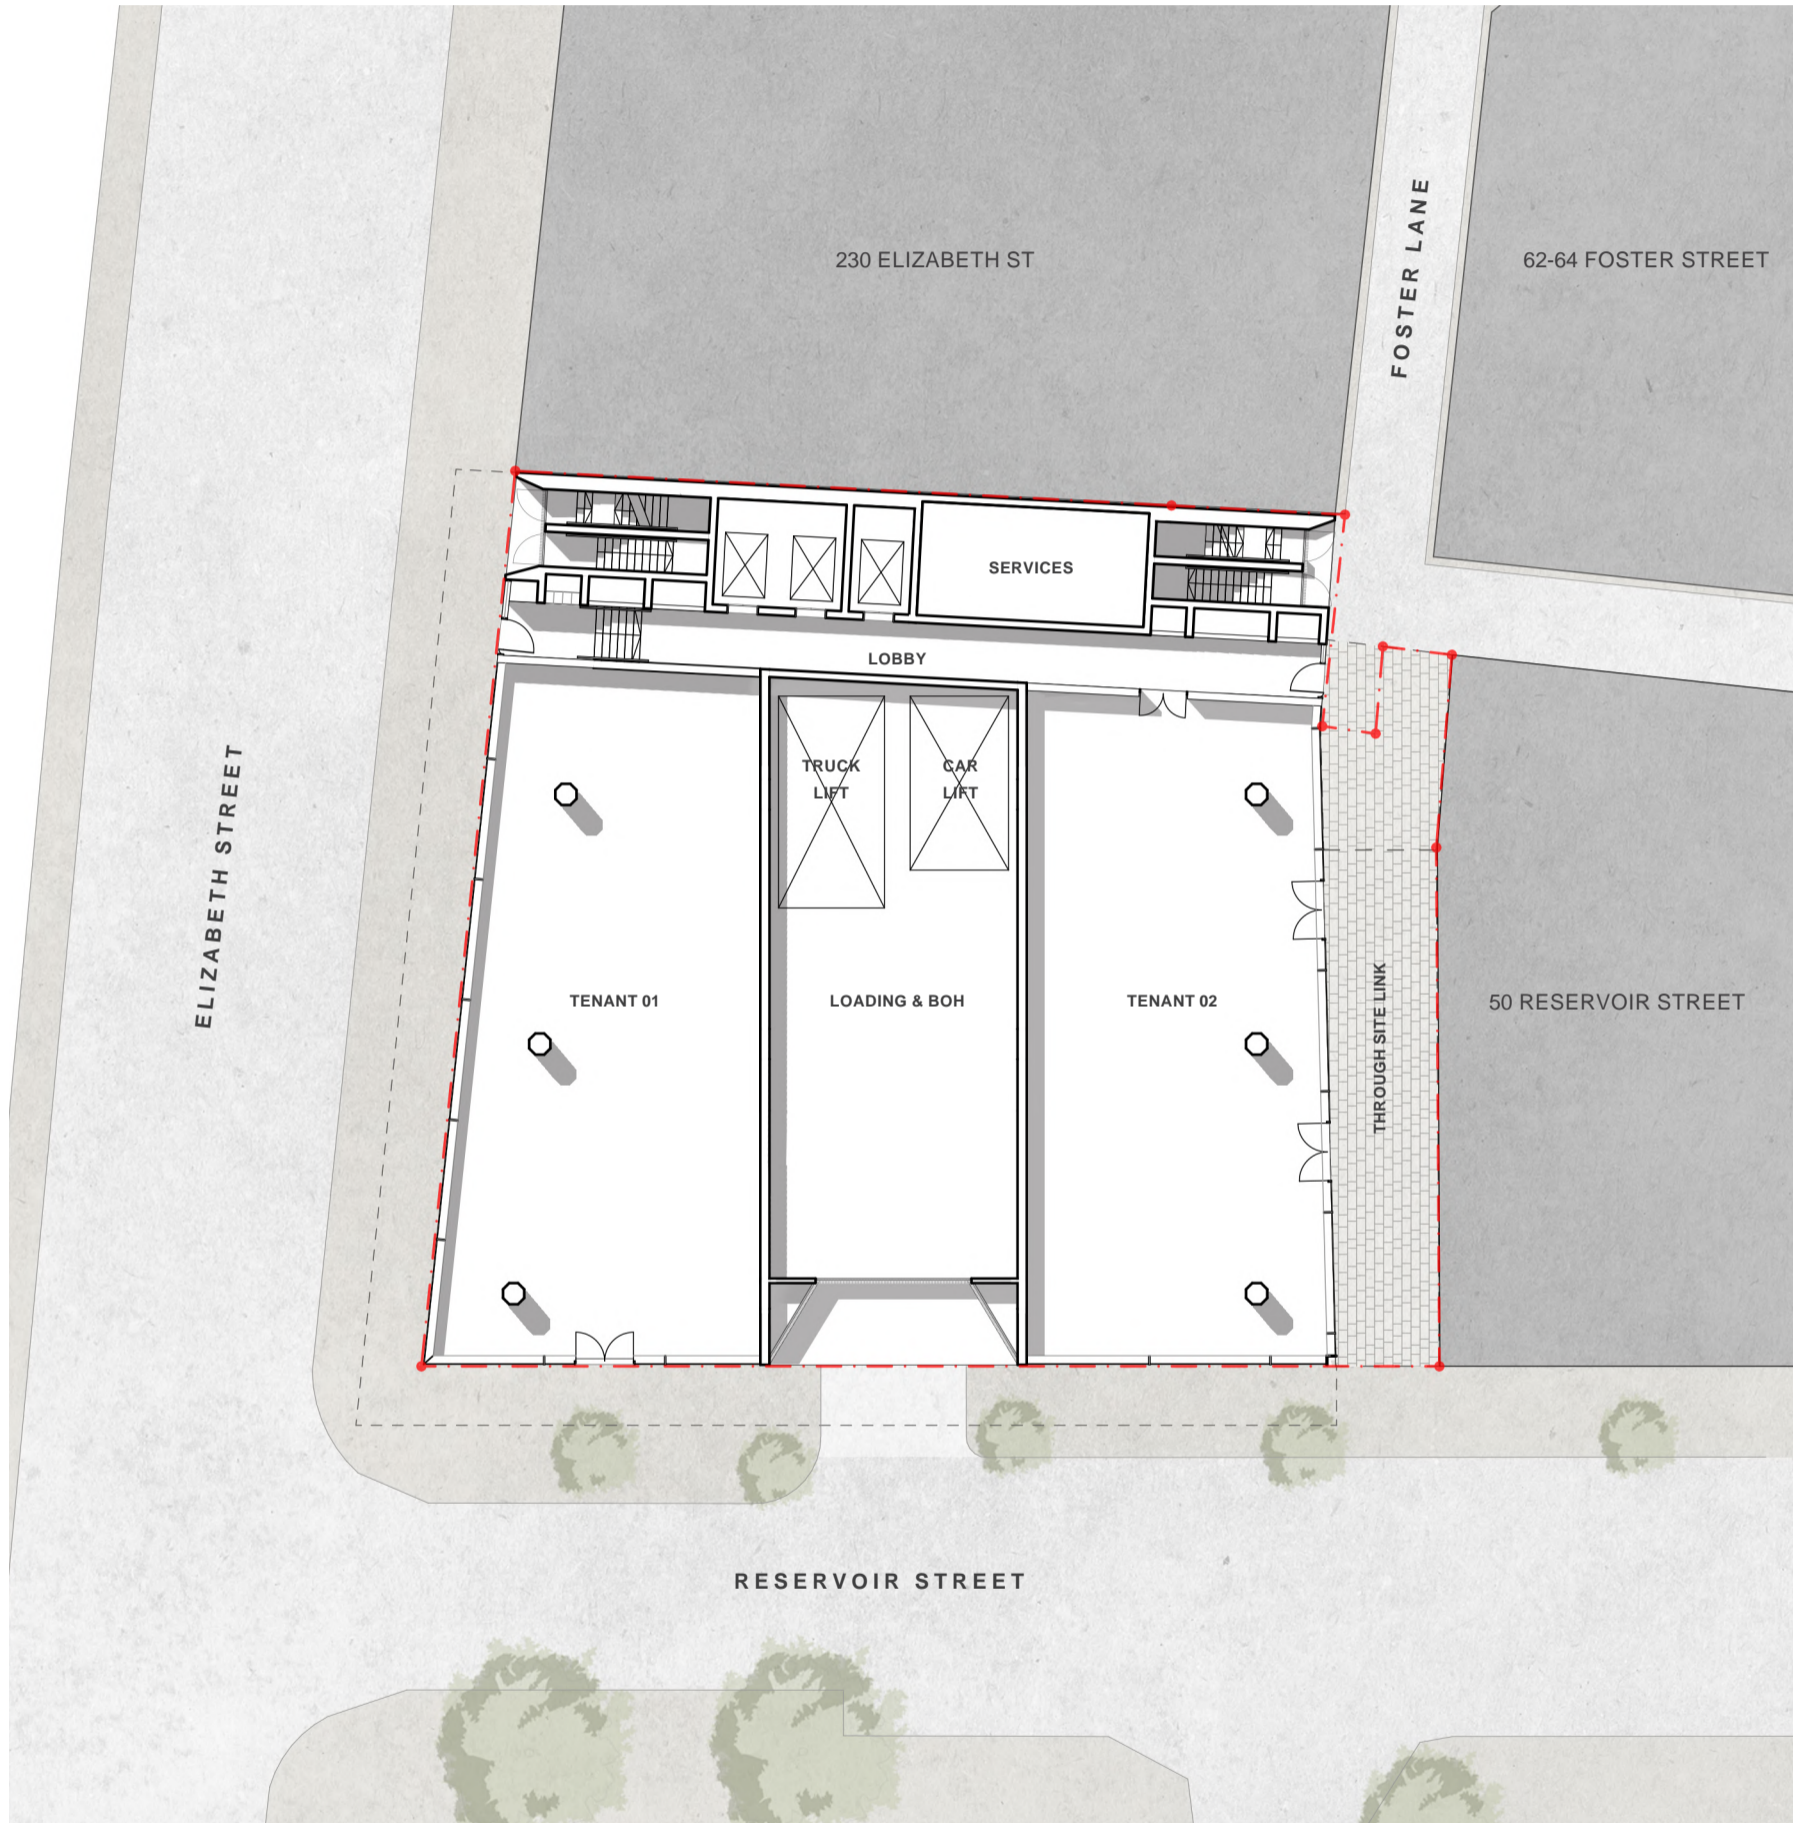 230 ELIZABETH ST
62-64 FOSTER STREET
FOSTER LANE
SERVICES
LOBBY
TRUCK
LIFT
CAR
LIFT
ELIZABETH STREET
TENANT 01
LOADING & BOH
TENANT 02
THROUGH SITE LINK
50 RESERVOIR STREET
RESERVOIR STREET